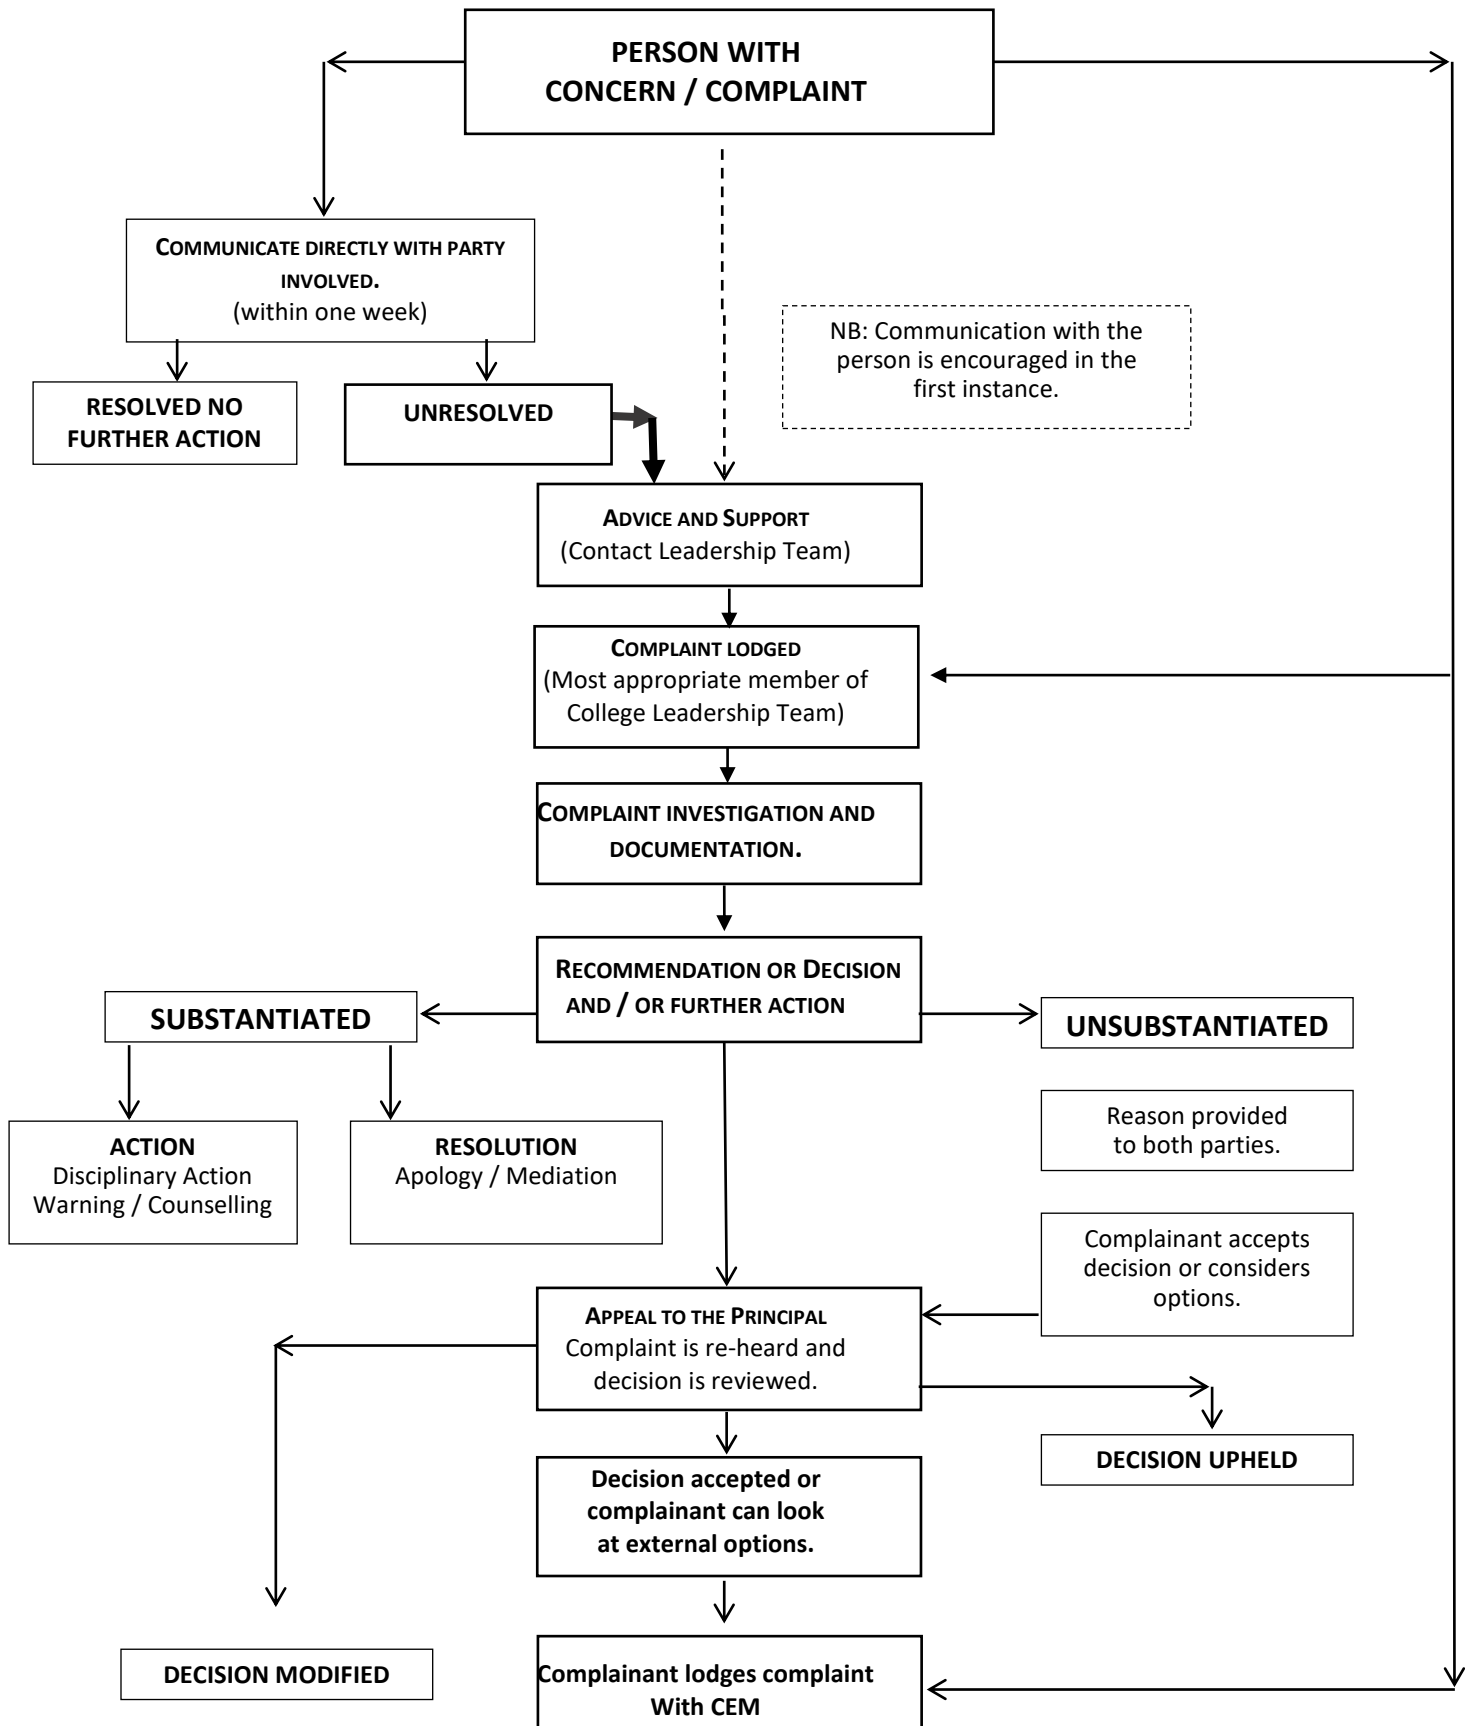 PERSON WITH
CONCERN / COMPLAINT
COMMUNICATE DIRECTLY WITH PARTY
INVOLVED.
(within one week)
NB: Communication with the
person is encouraged in the
first instance.
RESOLVED NO
FURTHER ACTION
UNRESOLVED
ADVICE AND SUPPORT
(Contact Leadership Team)
COMPLAINT LODGED
(Most appropriate member of
College Leadership Team)
COMPLAINT INVESTIGATION AND
DOCUMENTATION.
RECOMMENDATION OR DECISION
AND / OR FURTHER ACTION
SUBSTANTIATED
UNSUBSTANTIATED
ACTION
Disciplinary Action
Warning / Counselling
RESOLUTION
Apology / Mediation
Reason provided
to both parties.
Complainant accepts
decision or considers
options.
APPEAL TO THE PRINCIPAL
Complaint is re-heard and
decision is reviewed.
DECISION UPHELD
Decision accepted or
complainant can look
at external options.
DECISION MODIFIED
Complainant lodges complaint
With CEM